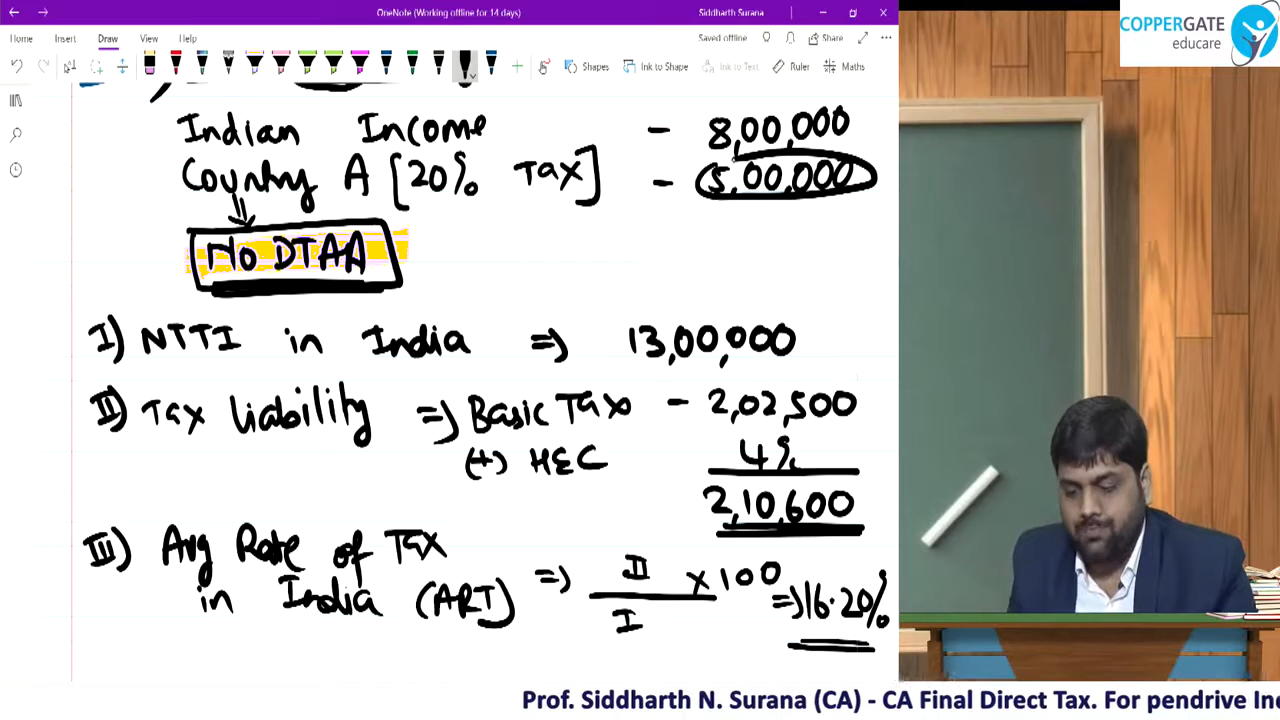 OneNote (Working offline for 14 days)
Siddharth Surana
Home Insert Draw View Help
Saved offline
Share
Shapes
Ink to Shape
Ink to Text
Ruler
Maths
COPPERGATE
educare
Indian Income - 8,00,000
Country A [20% Tax] - 5,00,000
No DTAA
I) NTTI in India ⇒ 13,00,000
II) Tax liability ⇒ Basic Tax - 2,02,500
(+) HEC 4%
2,10,600
III) Avg Rate of Tax
in India (ART) ⇒ II / I × 100 ⇒ 16.20%
Prof. Siddharth N. Surana (CA) - CA Final Direct Tax. For pendrive